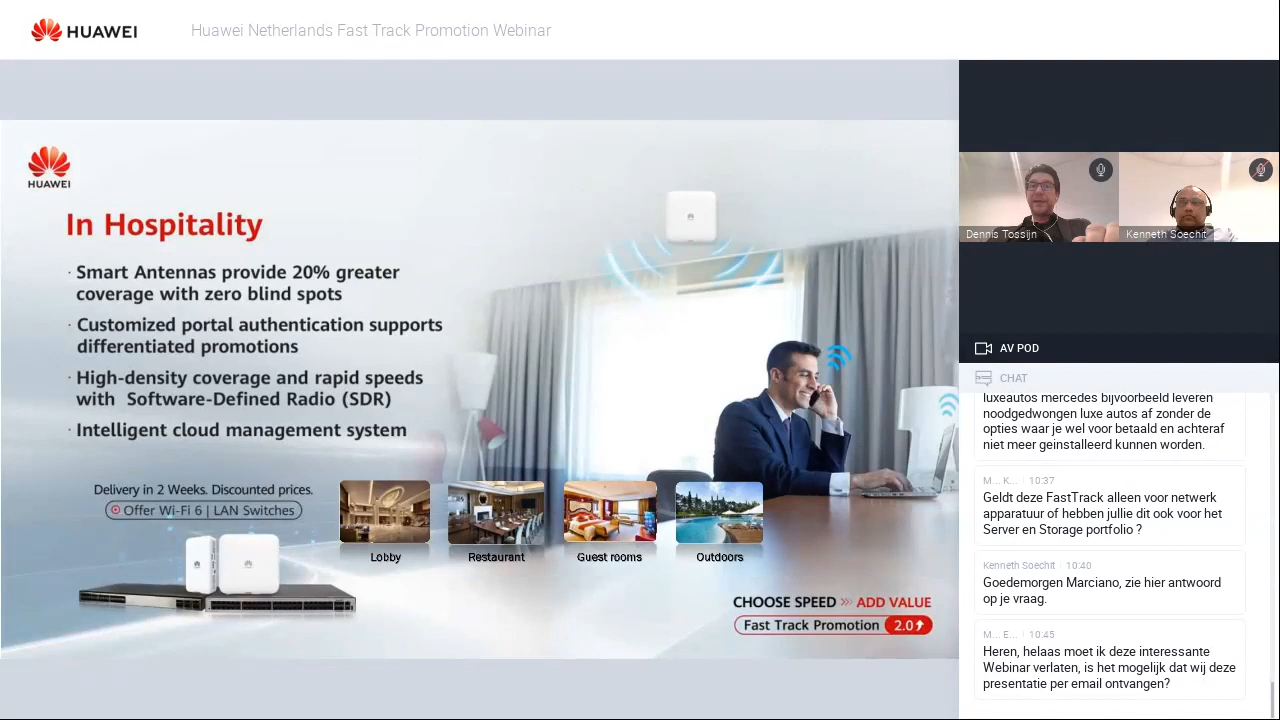 HUAWEI
Huawei Netherlands Fast Track Promotion Webinar
HUAWEI
In Hospitality
· Smart Antennas provide 20% greater
coverage with zero blind spots
· Customized portal authentication supports
differentiated promotions
· High-density coverage and rapid speeds
with Software-Defined Radio (SDR)
· Intelligent cloud management system
Delivery in 2 Weeks. Discounted prices.
Offer Wi-Fi 6 | LAN Switches
Lobby
Restaurant
Guest rooms
Outdoors
CHOOSE SPEED >>> ADD VALUE
Fast Track Promotion 2.0
Dennis Tossijn
Kenneth Soechit
AV POD
CHAT
luxeautos mercedes bijvoorbeeld leveren
noodgedwongen luxe autos af zonder de
opties waar je wel voor betaald en achteraf
niet meer geinstalleerd kunnen worden.
M... K... | 10:37
Geldt deze FastTrack alleen voor netwerk
apparatuur of hebben jullie dit ook voor het
Server en Storage portfolio ?
Kenneth Soechit | 10:40
Goedemorgen Marciano, zie hier antwoord
op je vraag.
M... E... | 10:45
Heren, helaas moet ik deze interessante
Webinar verlaten, is het mogelijk dat wij deze
presentatie per email ontvangen?